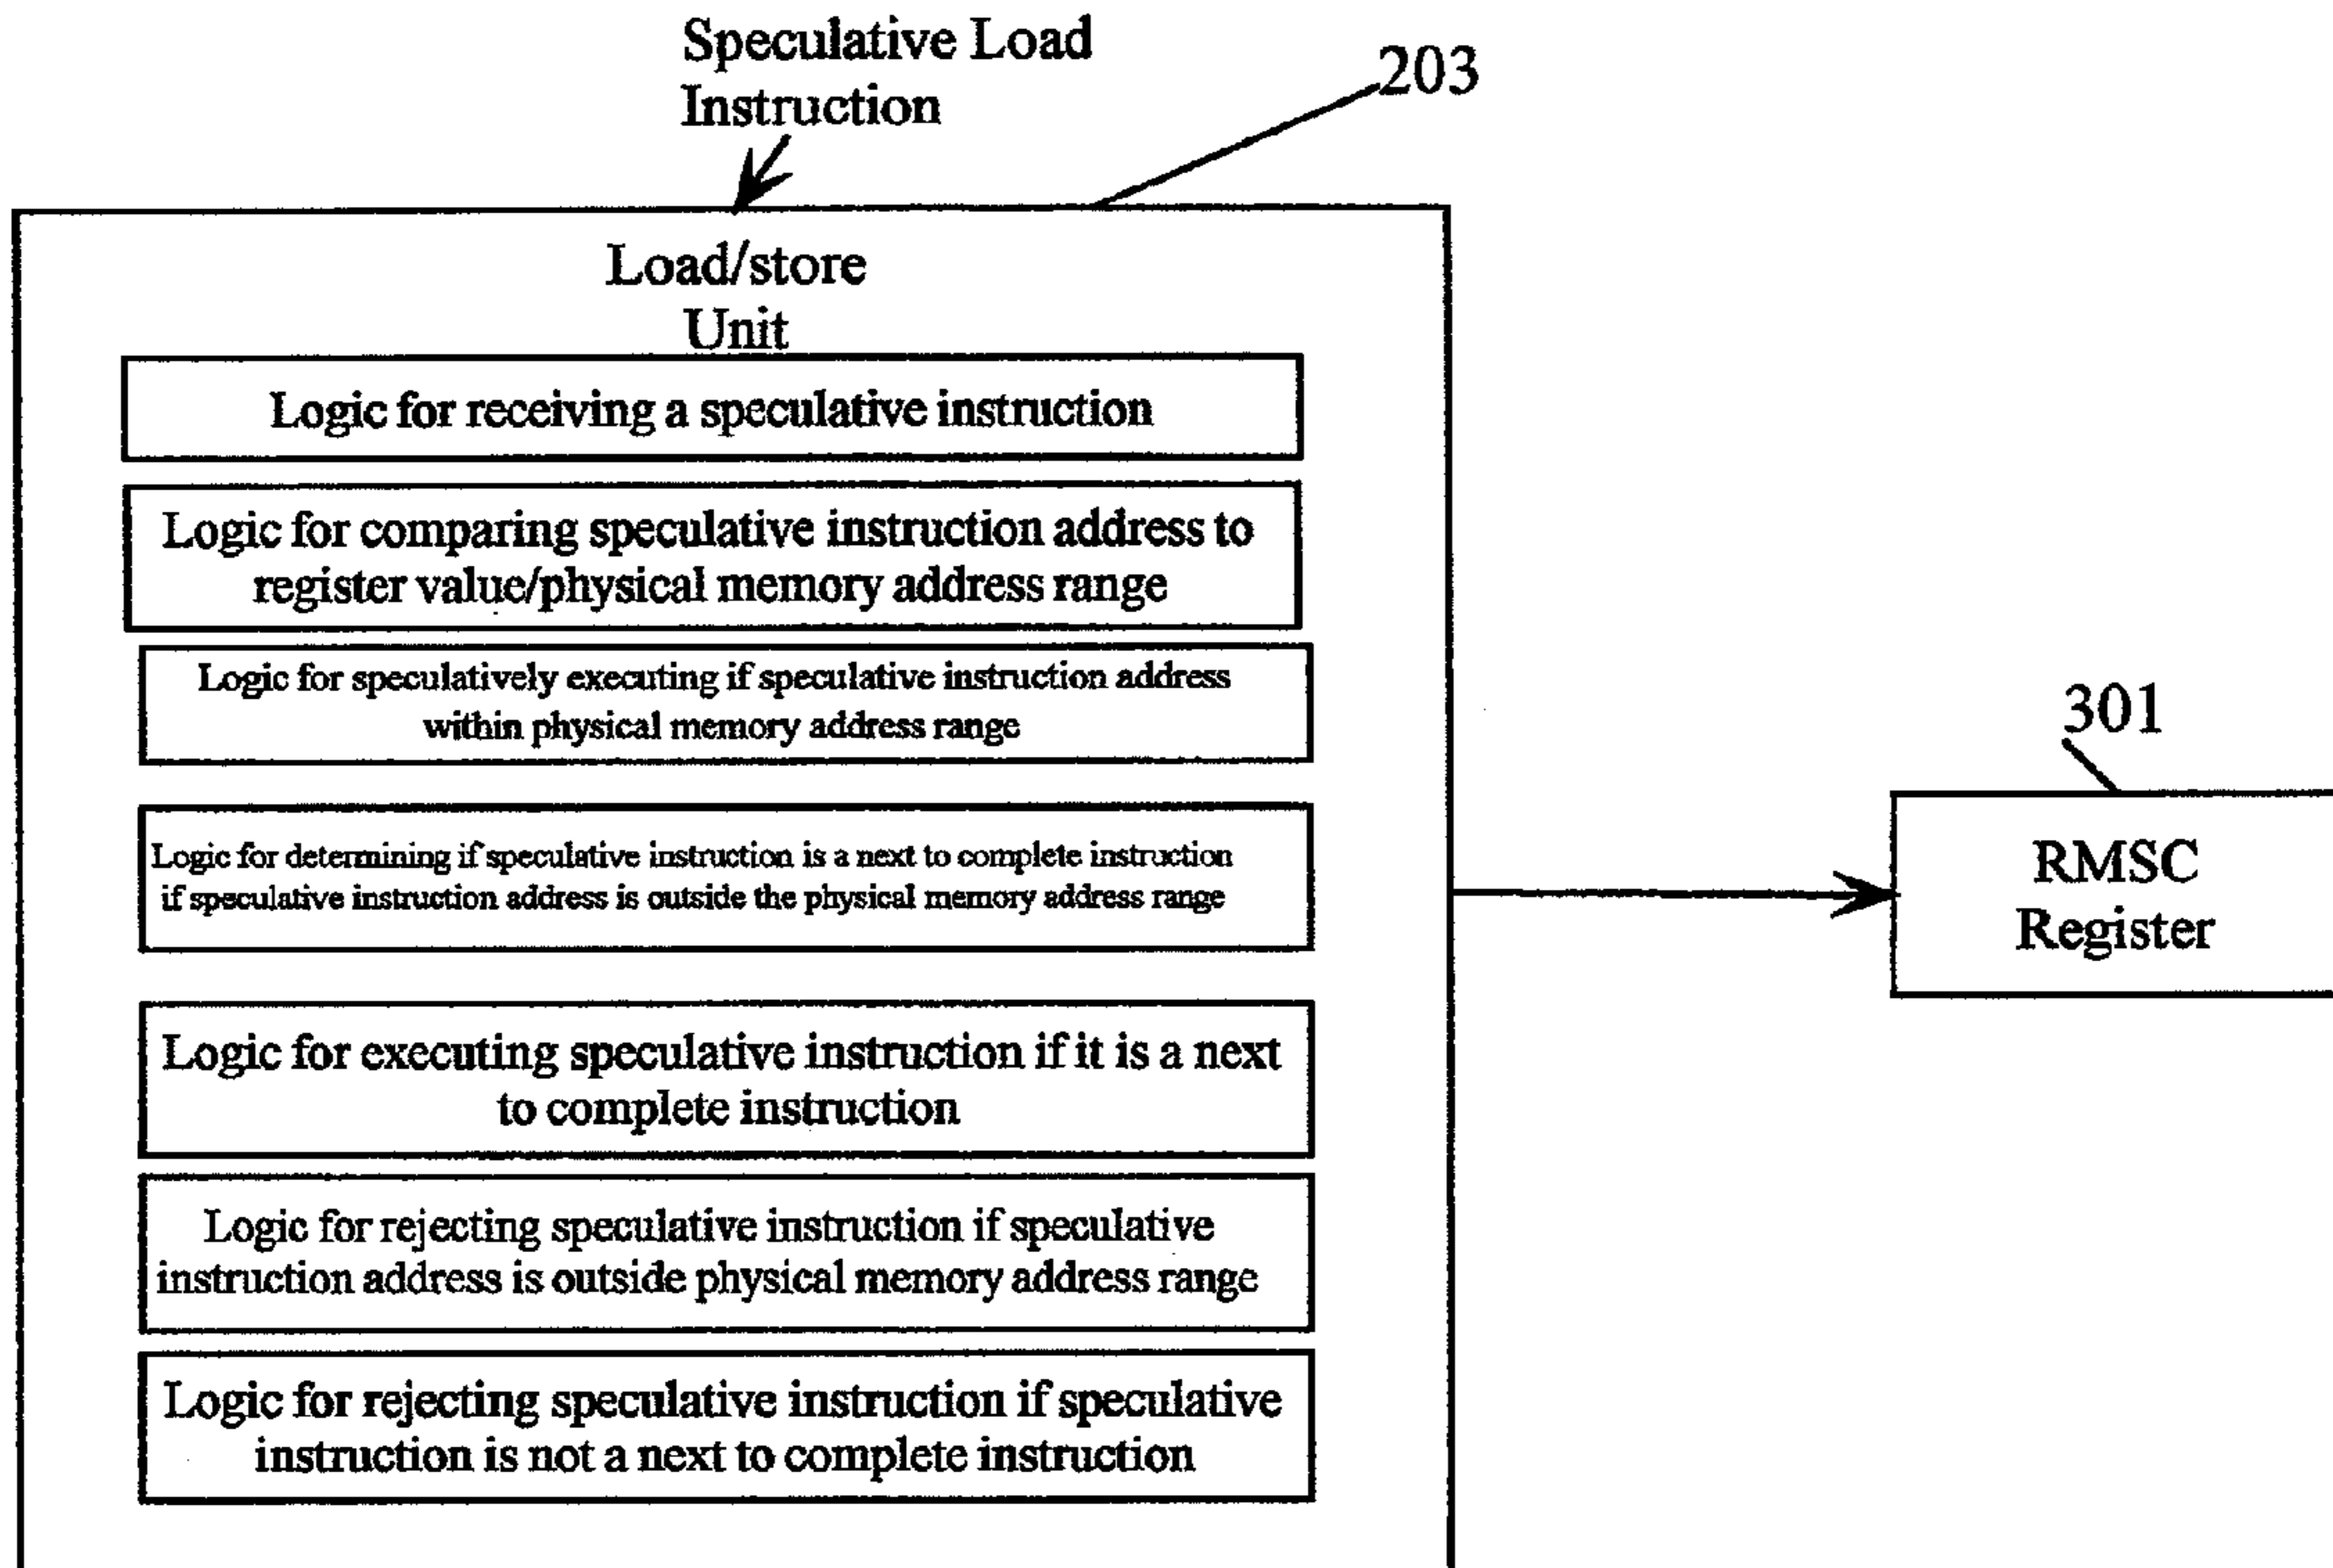 Speculative Load
Instruction
203
Load/store
Unit
Logic for receiving a speculative instruction
Logic for comparing speculative instruction address to
register value/physical memory address range
Logic for speculatively executing if speculative instruction address
within physical memory address range
301
RMSC
Register
Logic for determining if speculative instruction is a next to complete instruction
if speculative instruction address is outside the physical memory address range
Logic for executing speculative instruction if it is a next
to complete instruction
Logic for rejecting speculative instruction if speculative
instruction address is outside physical memory address range
Logic for rejecting speculative instruction if speculative
instruction is not a next to complete instruction